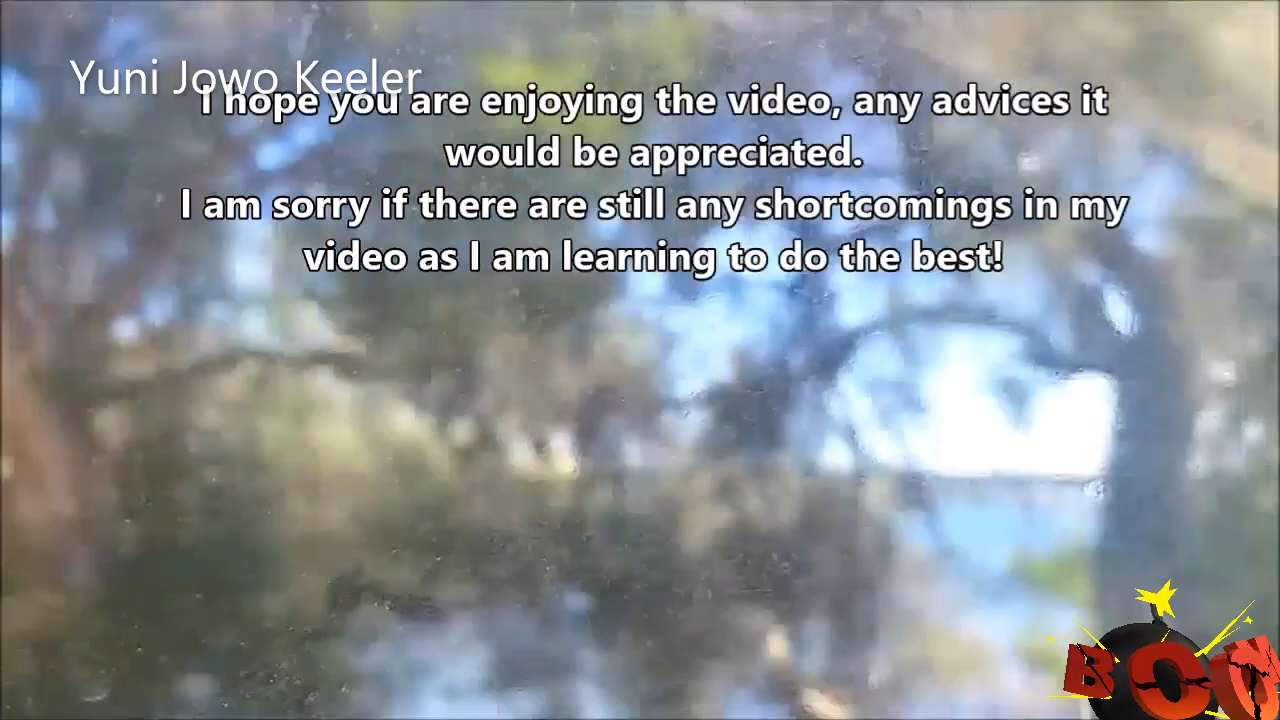 Yuni Jowo Keeler
I hope you are enjoying the video, any advices it
would be appreciated.
I am sorry if there are still any shortcomings in my
video as I am learning to do the best!
BOO